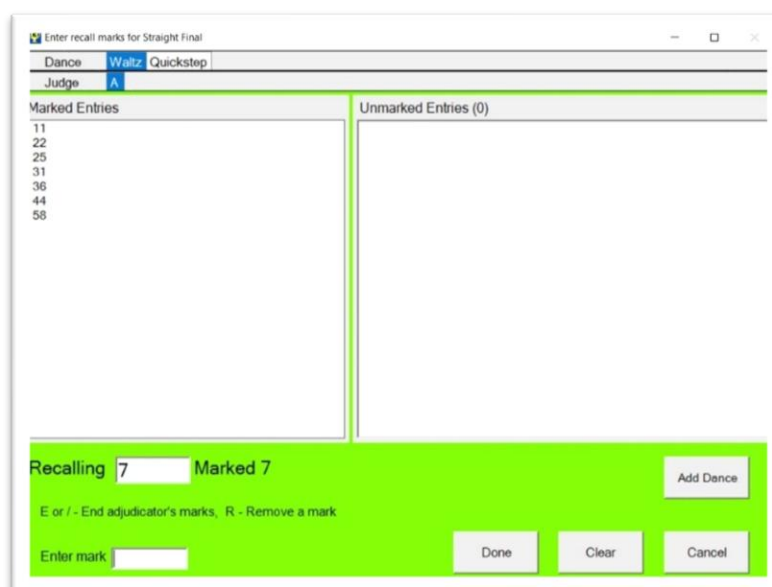 Enter recall marks for Straight Final
Dance Waltz Quickstep
Judge A
Marked Entries
Unmarked Entries (0)
11
22
25
31
36
44
58
Recalling 7 Marked 7
Add Dance
E or / - End adjudicator's marks, R - Remove a mark
Enter mark
Done
Clear
Cancel